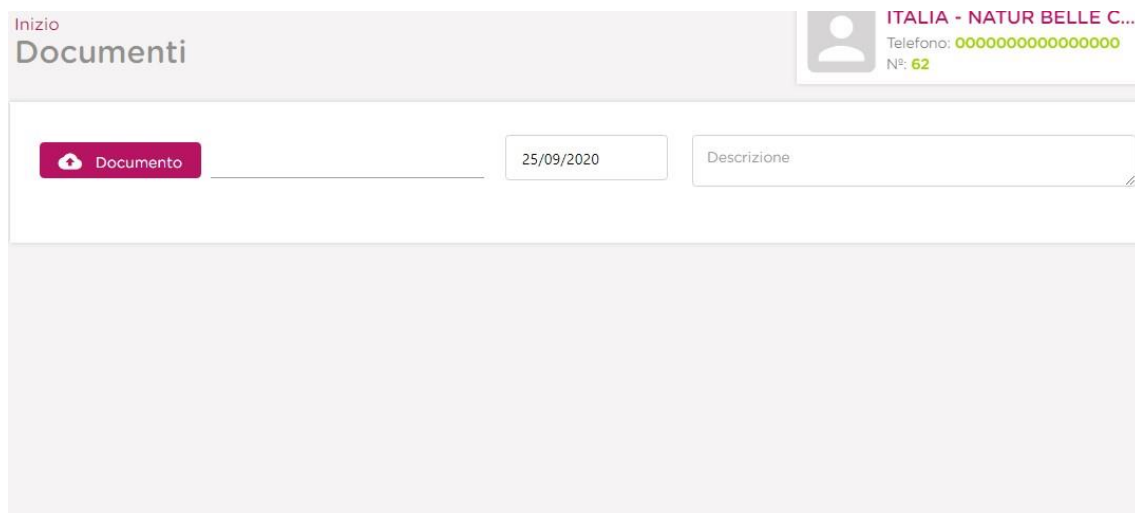 Inizio
Documenti
ITALIA - NATUR BELLE C...
Telefono: 0000000000000000
Nº: 62
Documento
25/09/2020
Descrizione